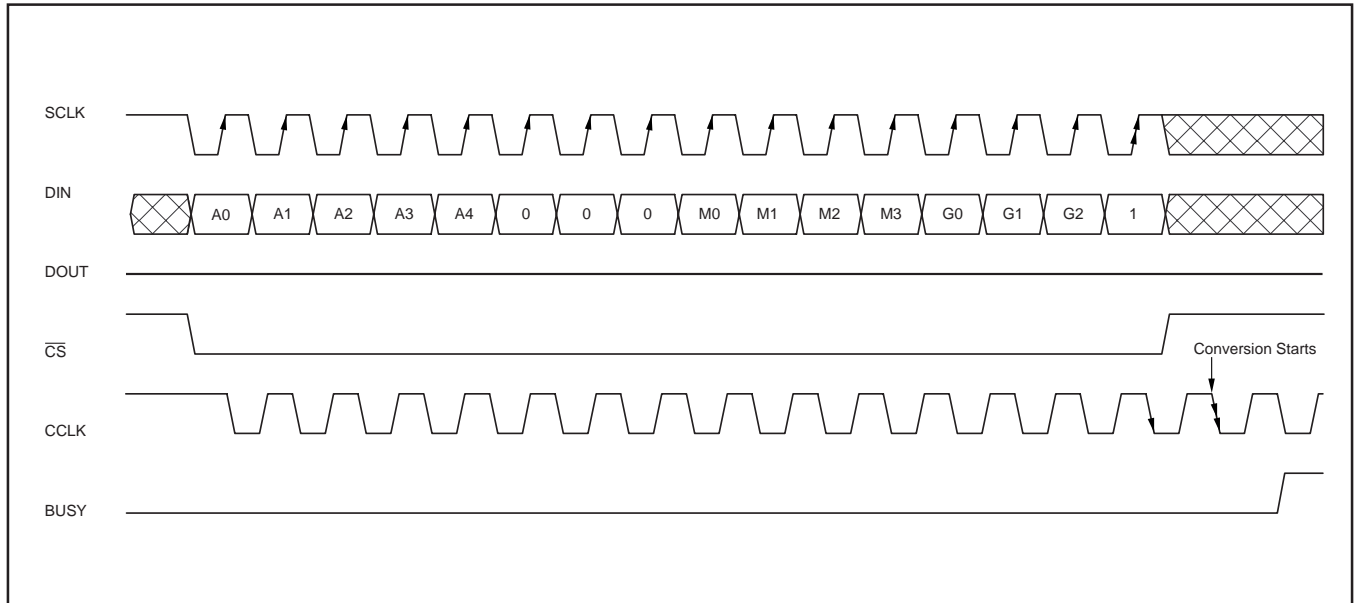 SCLK
DIN
A0 A1 A2 A3 A4 0 0 0 M0 M1 M2 M3 G0 G1 G2 1
DOUT
CS
Conversion Starts
CCLK
BUSY